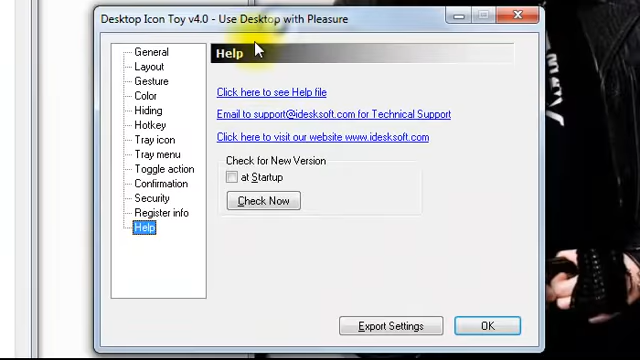 Desktop Icon Toy v4.0 - Use Desktop with Pleasure
General
Layout
Gesture
Color
Hiding
Hotkey
Tray icon
Tray menu
Toggle action
Confirmation
Security
Register info
Help
Help
Click here to see Help file
Email to support@idesksoft.com for Technical Support
Click here to visit our website www.idesksoft.com
Check for New Version
at Startup
Check Now
Export Settings
OK